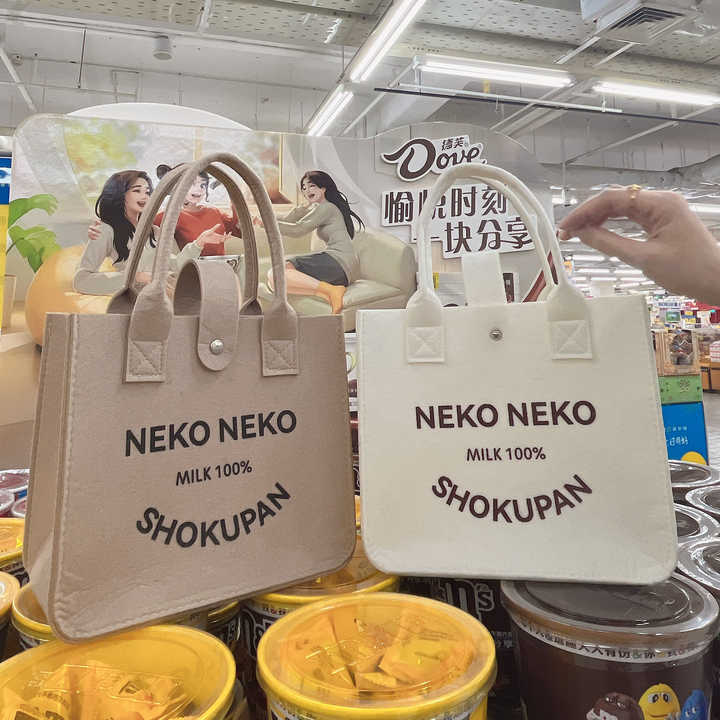 德芙
Dove
愉悦时刻
一块分享
NEKO NEKO
MILK 100%
SHOKUPAN
NEKO NEKO
MILK 100%
SHOKUPAN